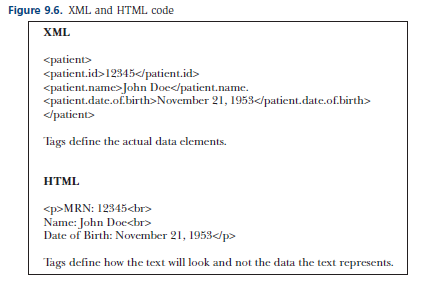 Figure 9.6. XML and HTML code
XML
<patient>
<patient.id>12345</patient.id>
<patient.name>John Doe</patient.name.
<patient.date.of.birth>November 21, 1953</patient.date.of.birth>
</patient>
Tags define the actual data elements.
HTML
<p>MRN: 12345<br>
Name: John Doe<br>
Date of Birth: November 21, 1953</p>
Tags define how the text will look and not the data the text represents.